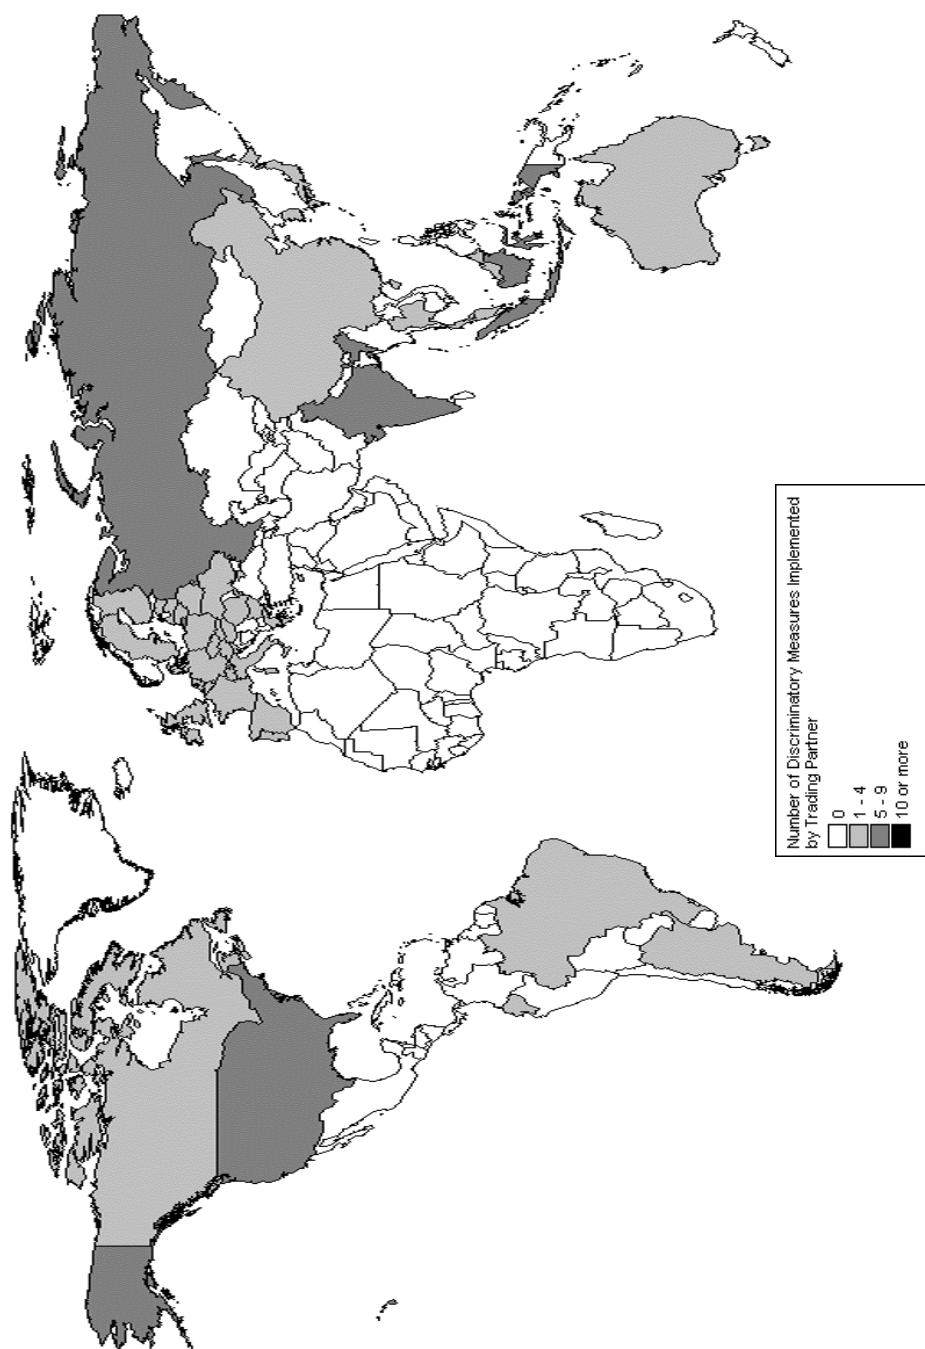 Number of Discriminatory Measures Implemented
by Trading Partner
0
1 - 4
5 - 9
10 or more